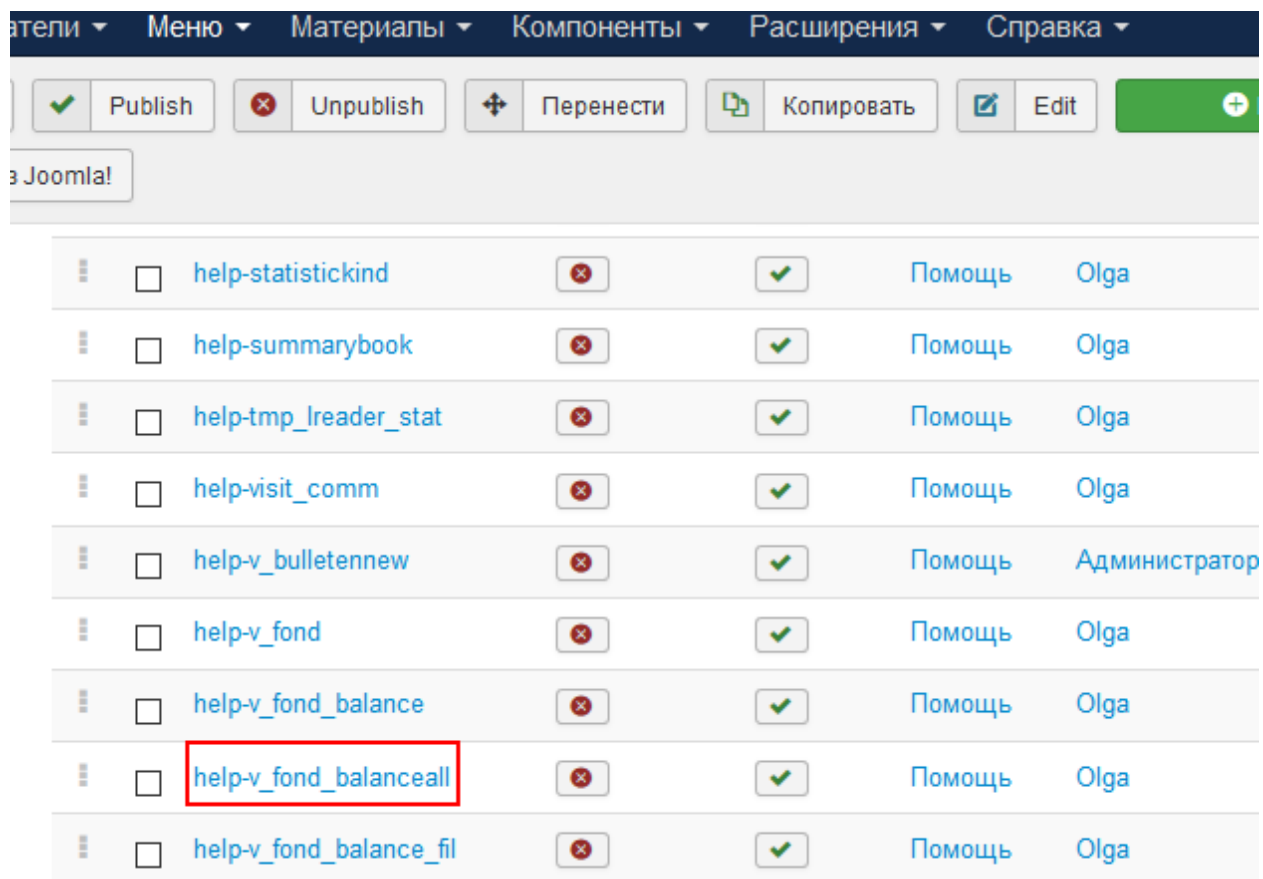 атели Меню Материалы Компоненты Расширения Справка
Publish Unpublish Перенести Копировать Edit
з Joomla!
help-statistickind Помощь Olga
help-summarybook Помощь Olga
help-tmp_lreader_stat Помощь Olga
help-visit_comm Помощь Olga
help-v_bulletennew Помощь Администратор
help-v_fond Помощь Olga
help-v_fond_balance Помощь Olga
help-v_fond_balanceall Помощь Olga
help-v_fond_balance_fil Помощь Olga